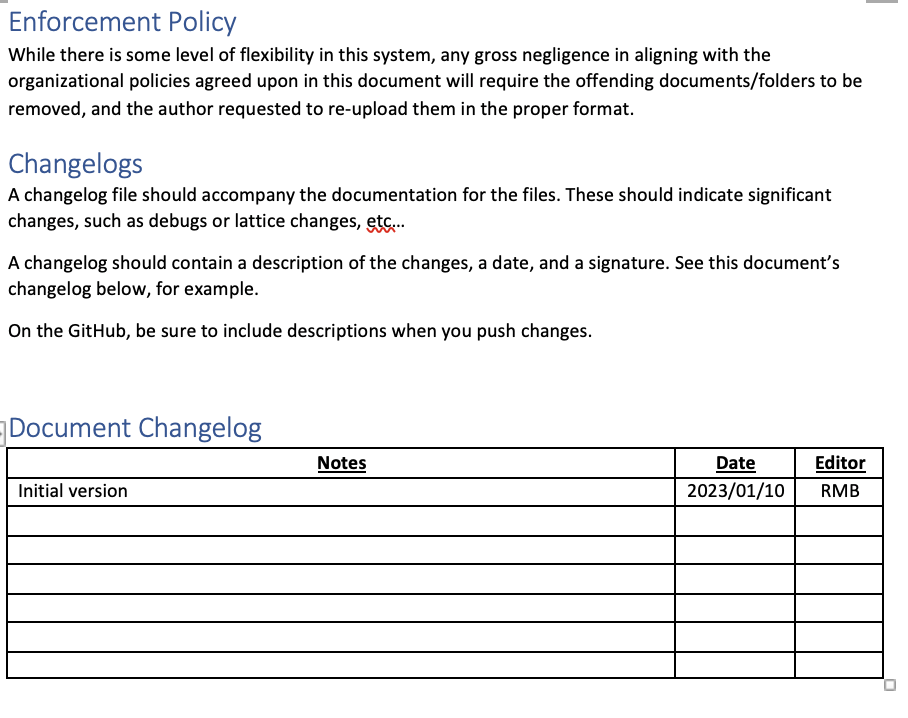 Enforcement Policy
While there is some level of flexibility in this system, any gross negligence in aligning with the
organizational policies agreed upon in this document will require the offending documents/folders to be
removed, and the author requested to re-upload them in the proper format.
Changelogs
A changelog file should accompany the documentation for the files. These should indicate significant
changes, such as debugs or lattice changes, etc...
A changelog should contain a description of the changes, a date, and a signature. See this document’s
changelog below, for example.
On the GitHub, be sure to include descriptions when you push changes.
Document Changelog
Notes Date Editor
Initial version 2023/01/10 RMB